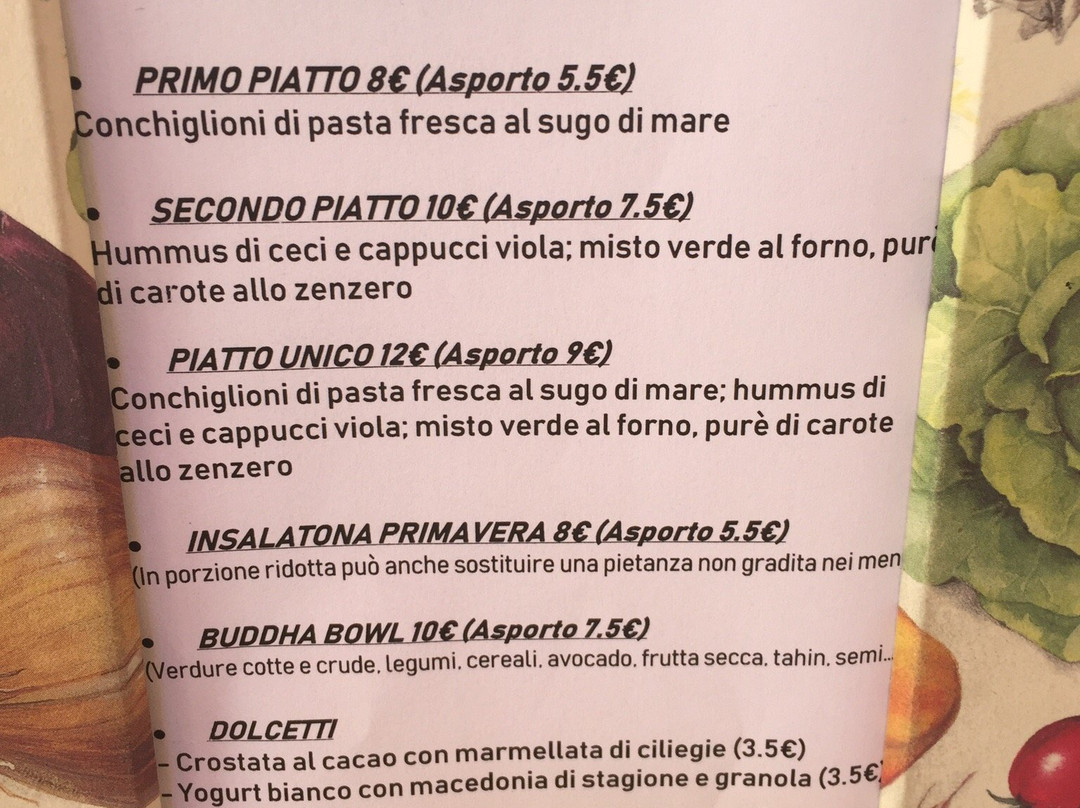 • PRIMO PIATTO 8€ (Asporto 5.5€)
Conchiglioni di pasta fresca al sugo di mare
• SECONDO PIATTO 10€ (Asporto 7.5€)
Hummus di ceci e cappucci viola; misto verde al forno, purè
di carote allo zenzero
• PIATTO UNICO 12€ (Asporto 9€)
Conchiglioni di pasta fresca al sugo di mare; hummus di
ceci e cappucci viola; misto verde al forno, purè di carote
allo zenzero
• INSALATONA PRIMAVERA 8€ (Asporto 5.5€)
(In porzione ridotta può anche sostituire una pietanza non gradita nei men
• BUDDHA BOWL 10€ (Asporto 7.5€)
(Verdure cotte e crude, legumi, cereali, avocado, frutta secca, tahin, semi...
• DOLCETTI
– Crostata al cacao con marmellata di ciliegie (3.5€)
– Yogurt bianco con macedonia di stagione e granola (3.5€